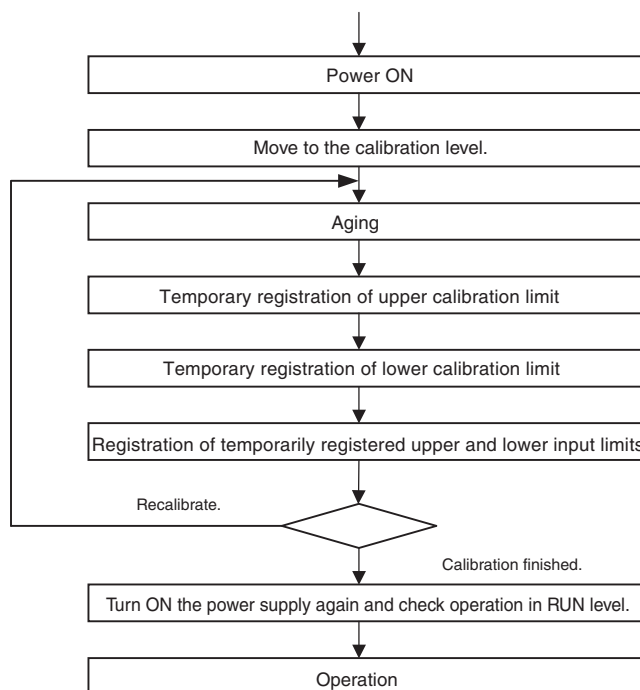 Power ON
Move to the calibration level.
Aging
Temporary registration of upper calibration limit
Temporary registration of lower calibration limit
Registration of temporarily registered upper and lower input limits
Recalibrate.
Calibration finished.
Turn ON the power supply again and check operation in RUN level.
Operation